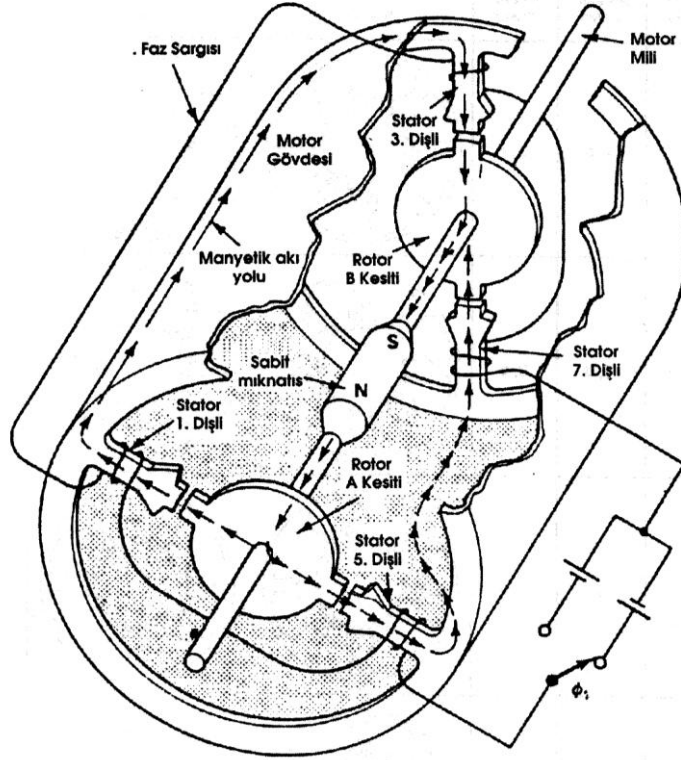 . Faz Sargısı
Motor
Mili
Stator
3. Dişli
Motor
Gövdesi
Manyetik akı
yolu
Rotor
B Kesiti
S
Sabit
mıknatıs
N
Stator
7. Dişli
Stator
1. Dişli
Rotor
A Kesiti
Stator
5. Dişli